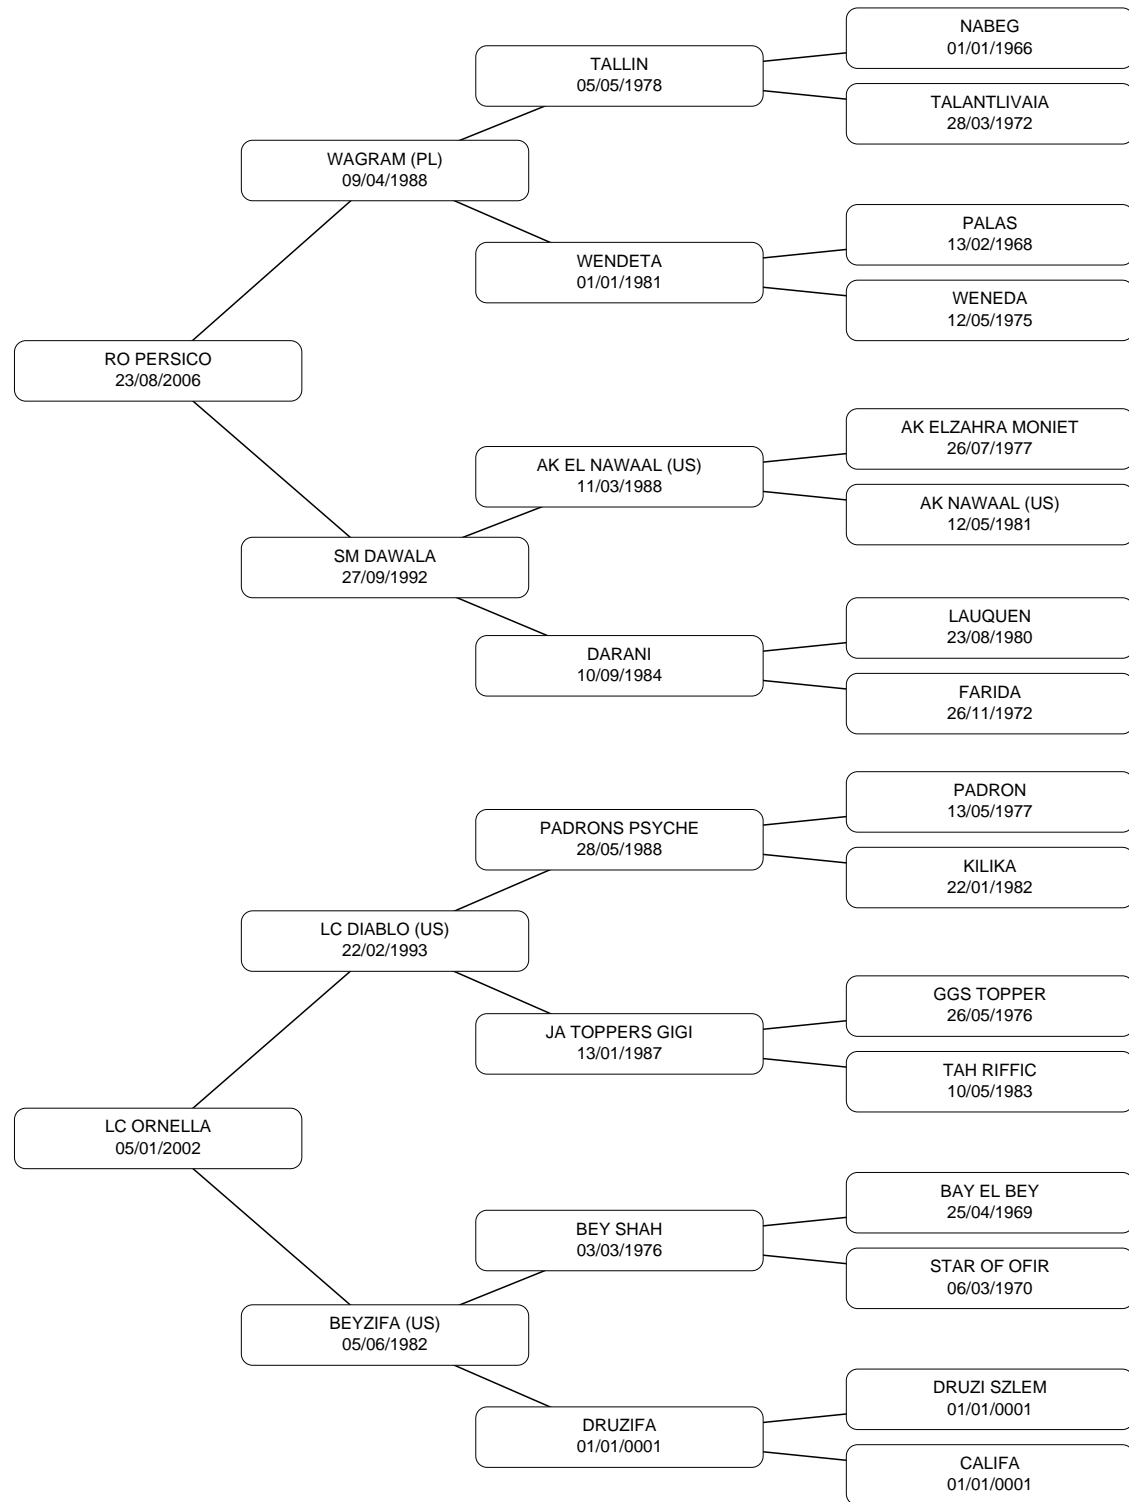 NABEG
01/01/1966
TALLIN
05/05/1978
TALANTLIVAIA
28/03/1972
WAGRAM (PL)
09/04/1988
PALAS
13/02/1968
WENDETA
01/01/1981
WENEDA
12/05/1975
RO PERSICO
23/08/2006
AK ELZAHRA MONIET
26/07/1977
AK EL NAWAAL (US)
11/03/1988
AK NAWAAL (US)
12/05/1981
SM DAWALA
27/09/1992
LAUQUEN
23/08/1980
DARANI
10/09/1984
FARIDA
26/11/1972
PADRON
13/05/1977
PADRONS PSYCHE
28/05/1988
KILIKA
22/01/1982
LC DIABLO (US)
22/02/1993
GGS TOPPER
26/05/1976
JA TOPPERS GIGI
13/01/1987
TAH RIFFIC
10/05/1983
LC ORNELLA
05/01/2002
BAY EL BEY
25/04/1969
BEY SHAH
03/03/1976
STAR OF OFIR
06/03/1970
BEYZIFA (US)
05/06/1982
DRUZI SZLEM
01/01/0001
DRUZIFA
01/01/0001
CALIFA
01/01/0001